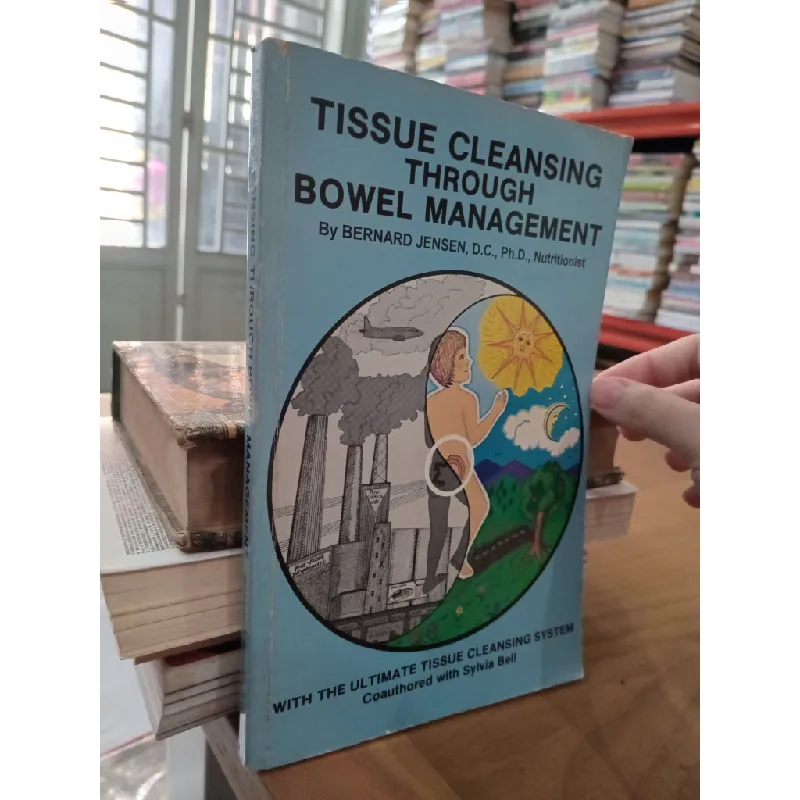 TISSUE CLEANSING
THROUGH
BOWEL MANAGEMENT
By BERNARD JENSEN, D.C., Ph.D., Nutritionist
WITH THE ULTIMATE TISSUE CLEANSING SYSTEM
Coauthored with Sylvia Bell
MANAGEMENT